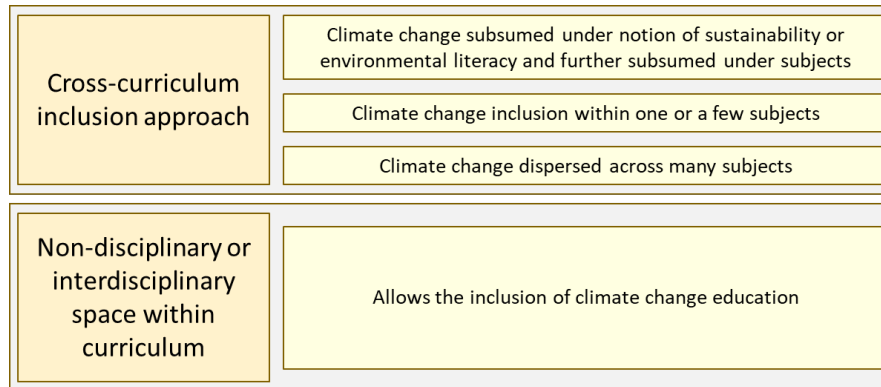 Cross-curriculum
inclusion approach
Climate change subsumed under notion of sustainability or
environmental literacy and further subsumed under subjects
Climate change inclusion within one or a few subjects
Climate change dispersed across many subjects
Non-disciplinary or
interdisciplinary
space within
curriculum
Allows the inclusion of climate change education